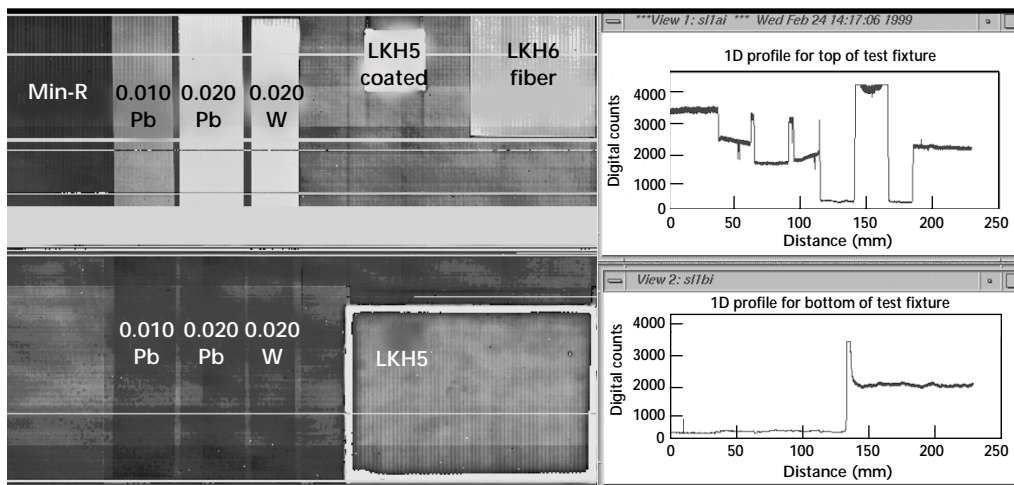 Min-R
0.010
Pb
0.020
Pb
0.020
W
LKH5
coated
LKH6
fiber
0.010
Pb
0.020
Pb
0.020
W
LKH5
***View 1: sl1ai *** Wed Feb 24 14:17:06 1999
1D profile for top of test fixture
Digital counts
4000
3000
2000
1000
0
0 50 100 150 200 250
Distance (mm)
View 2: sl1bi
1D profile for bottom of test fixture
Digital counts
4000
3000
2000
1000
0
0 50 100 150 200 250
Distance (mm)